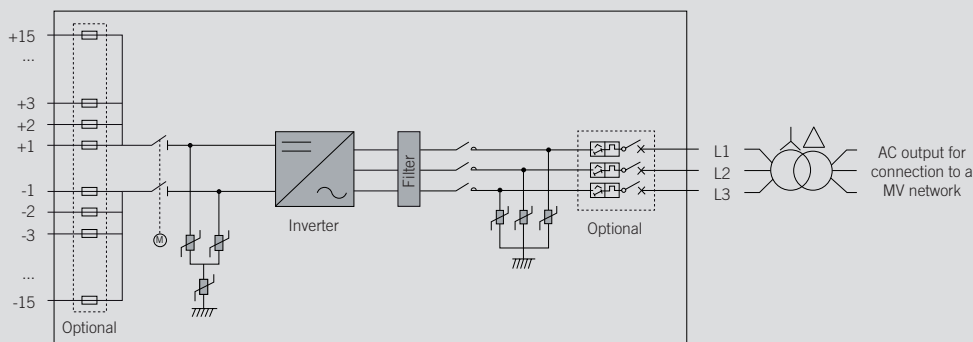 +15
...
+3
+2
+1
-1
-2
-3
...
-15
Optional
M
Inverter
Filter
Optional
L1
L2
L3
AC output for
connection to a
MV network